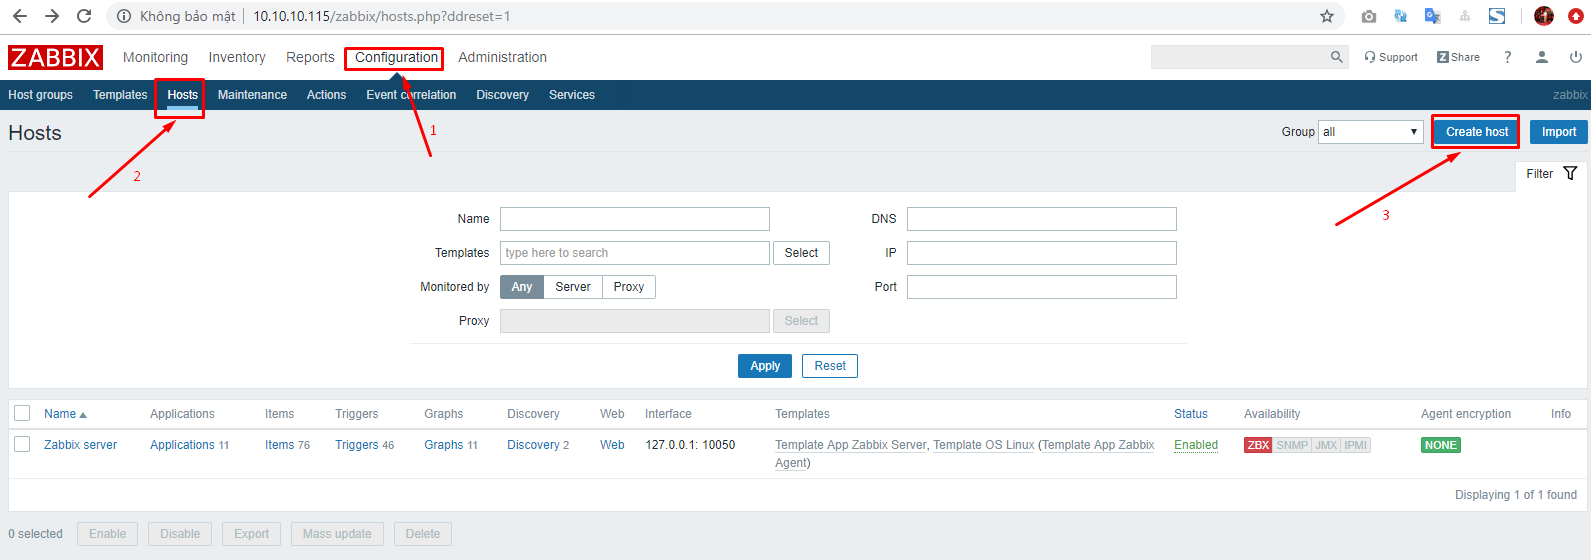 Không bảo mật | 10.10.10.115/zabbix/hosts.php?ddreset=1
ZABBIX Monitoring Inventory Reports Configuration Administration Support Z Share ?
Host groups Templates Hosts Maintenance Actions Event correlation Discovery Services zabbix
1
Hosts Group all Create host Import
2
Filter
3
Name DNS
Templates type here to search Select IP
Monitored by Any Server Proxy Port
Proxy Select
Apply Reset
Name Applications Items Triggers Graphs Discovery Web Interface Templates Status Availability Agent encryption Info
Zabbix server Applications 11 Items 76 Triggers 46 Graphs 11 Discovery 2 Web 127.0.0.1: 10050 Template App Zabbix Server, Template OS Linux (Template App Zabbix Enabled ZBX SNMP JMX IPMI NONE
Agent)
Displaying 1 of 1 found
0 selected Enable Disable Export Mass update Delete